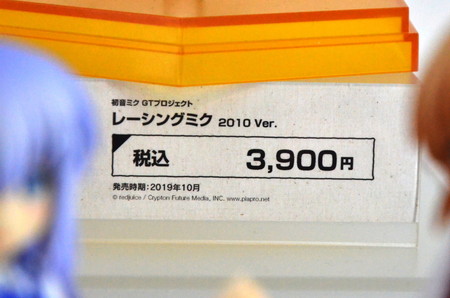 初音ミク GTプロジェクト
レーシングミク 2010 Ver.
税込 3,900円
発売時期：2019年10月
© redjuice / Crypton Future Media, INC. www.piapro.net